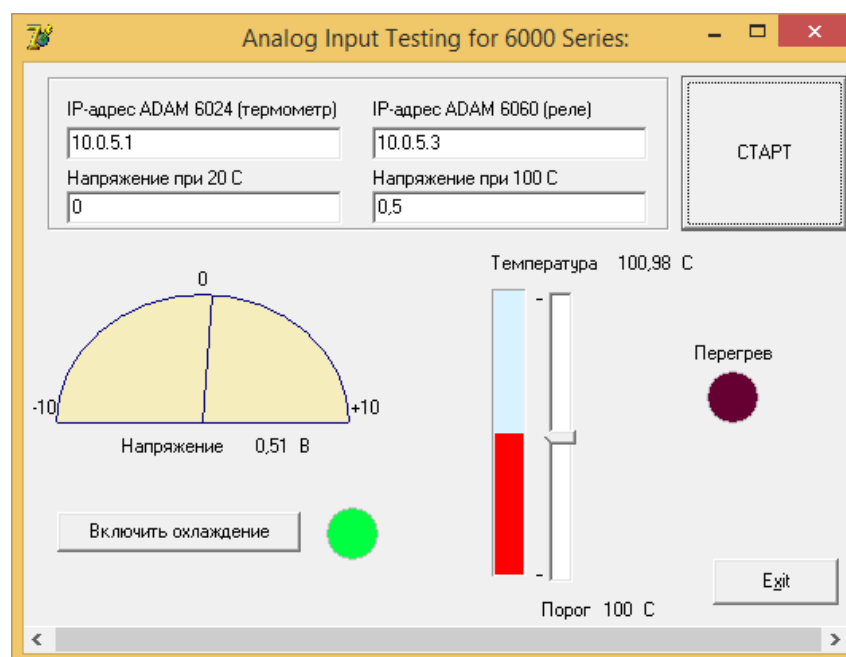 Analog Input Testing for 6000 Series:
IP-адрес ADAM 6024 (термометр) IP-адрес ADAM 6060 (реле)
10.0.5.1 10.0.5.3
СТАРТ
Напряжение при 20 С Напряжение при 100 С
0 0,5
Температура 100,98 С
0
Перегрев
-10 +10
Напряжение 0,51 В
Включить охлаждение
Exit
Порог 100 С